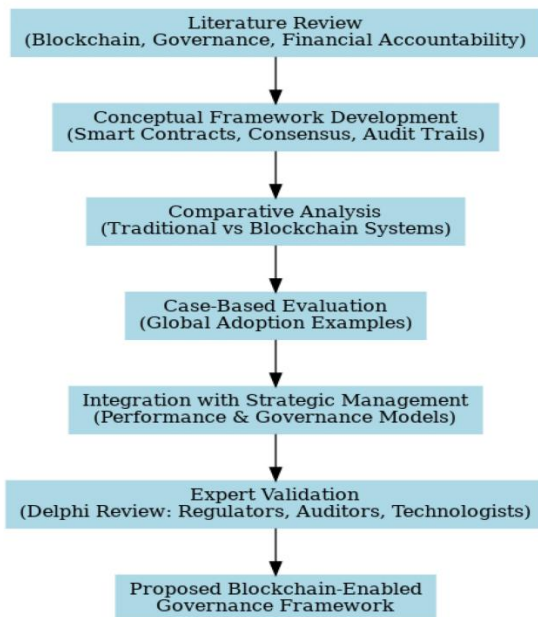 Literature Review
(Blockchain, Governance, Financial Accountability)
Conceptual Framework Development
(Smart Contracts, Consensus, Audit Trails)
Comparative Analysis
(Traditional vs Blockchain Systems)
Case-Based Evaluation
(Global Adoption Examples)
Integration with Strategic Management
(Performance & Governance Models)
Expert Validation
(Delphi Review: Regulators, Auditors, Technologists)
Proposed Blockchain-Enabled
Governance Framework